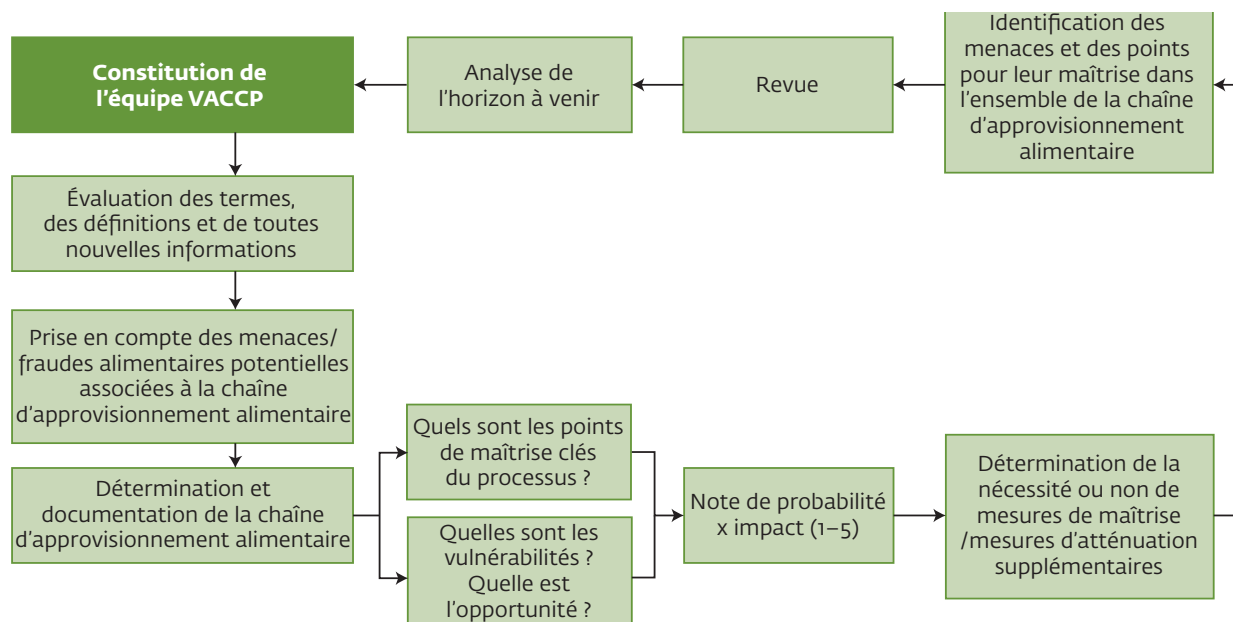 Constitution de
l'équipe VACCP
Analyse de
l'horizon à venir
Revue
Identification des
menaces et des points
pour leur maîtrise dans
l'ensemble de la chaîne
d'approvisionnement
alimentaire
Évaluation des termes,
des définitions et de toutes
nouvelles informations
Prise en compte des menaces/
fraudes alimentaires potentielles
associées à la chaîne
d'approvisionnement alimentaire
Détermination et
documentation de la chaîne
d'approvisionnement alimentaire
Quels sont les points
de maîtrise clés
du processus ?
Quelles sont les
vulnérabilités ?
Quelle est
l'opportunité ?
Note de probabilité
x impact (1–5)
Détermination de la
nécessité ou non de
mesures de maîtrise
/mesures d'atténuation
supplémentaires